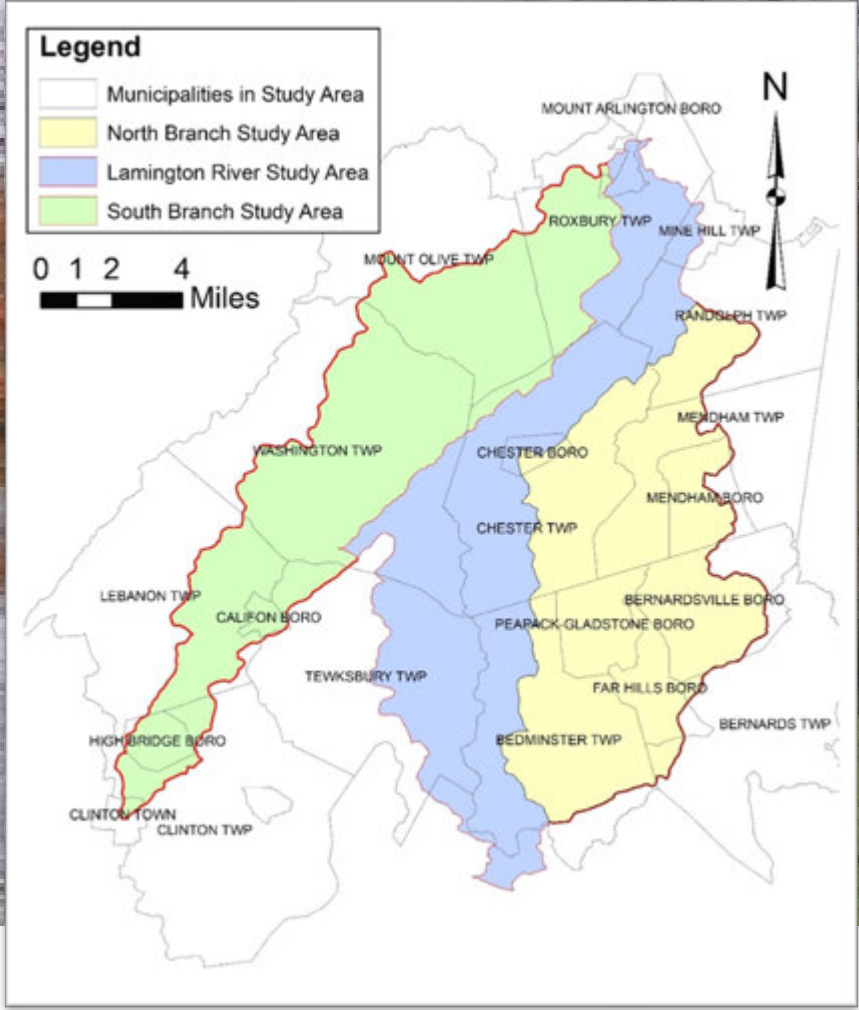 Legend
Municipalities in Study Area
North Branch Study Area
Lamington River Study Area
South Branch Study Area
0 1 2 4
Miles
N
MOUNT ARLINGTON BORO
ROXBURY TWP
MINE HILL TWP
MOUNT OLIVE TWP
RANDOLPH TWP
MENDHAM TWP
WASHINGTON TWP
CHESTER BORO
MENDHAM BORO
CHESTER TWP
LEBANON TWP
BERNARDSVILLE BORO
CALIFON BORO
PEAPACK-GLADSTONE BORO
TEWKSBURY TWP
FAR HILLS BORO
BERNARDS TWP
HIGH BRIDGE BORO
BEDMINSTER TWP
CLINTON TOWN
CLINTON TWP